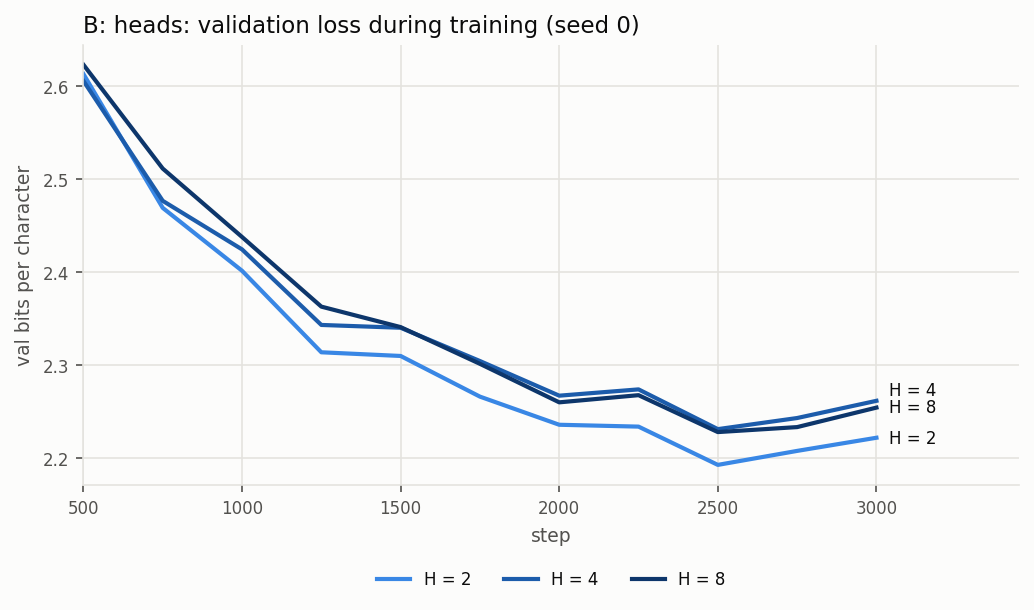 B: heads: validation loss during training (seed 0)
val bits per character
2.6
2.5
2.4
2.3
2.2
H = 4
H = 8
H = 2
500 1000 1500 2000 2500 3000
step
H = 2 H = 4 H = 8